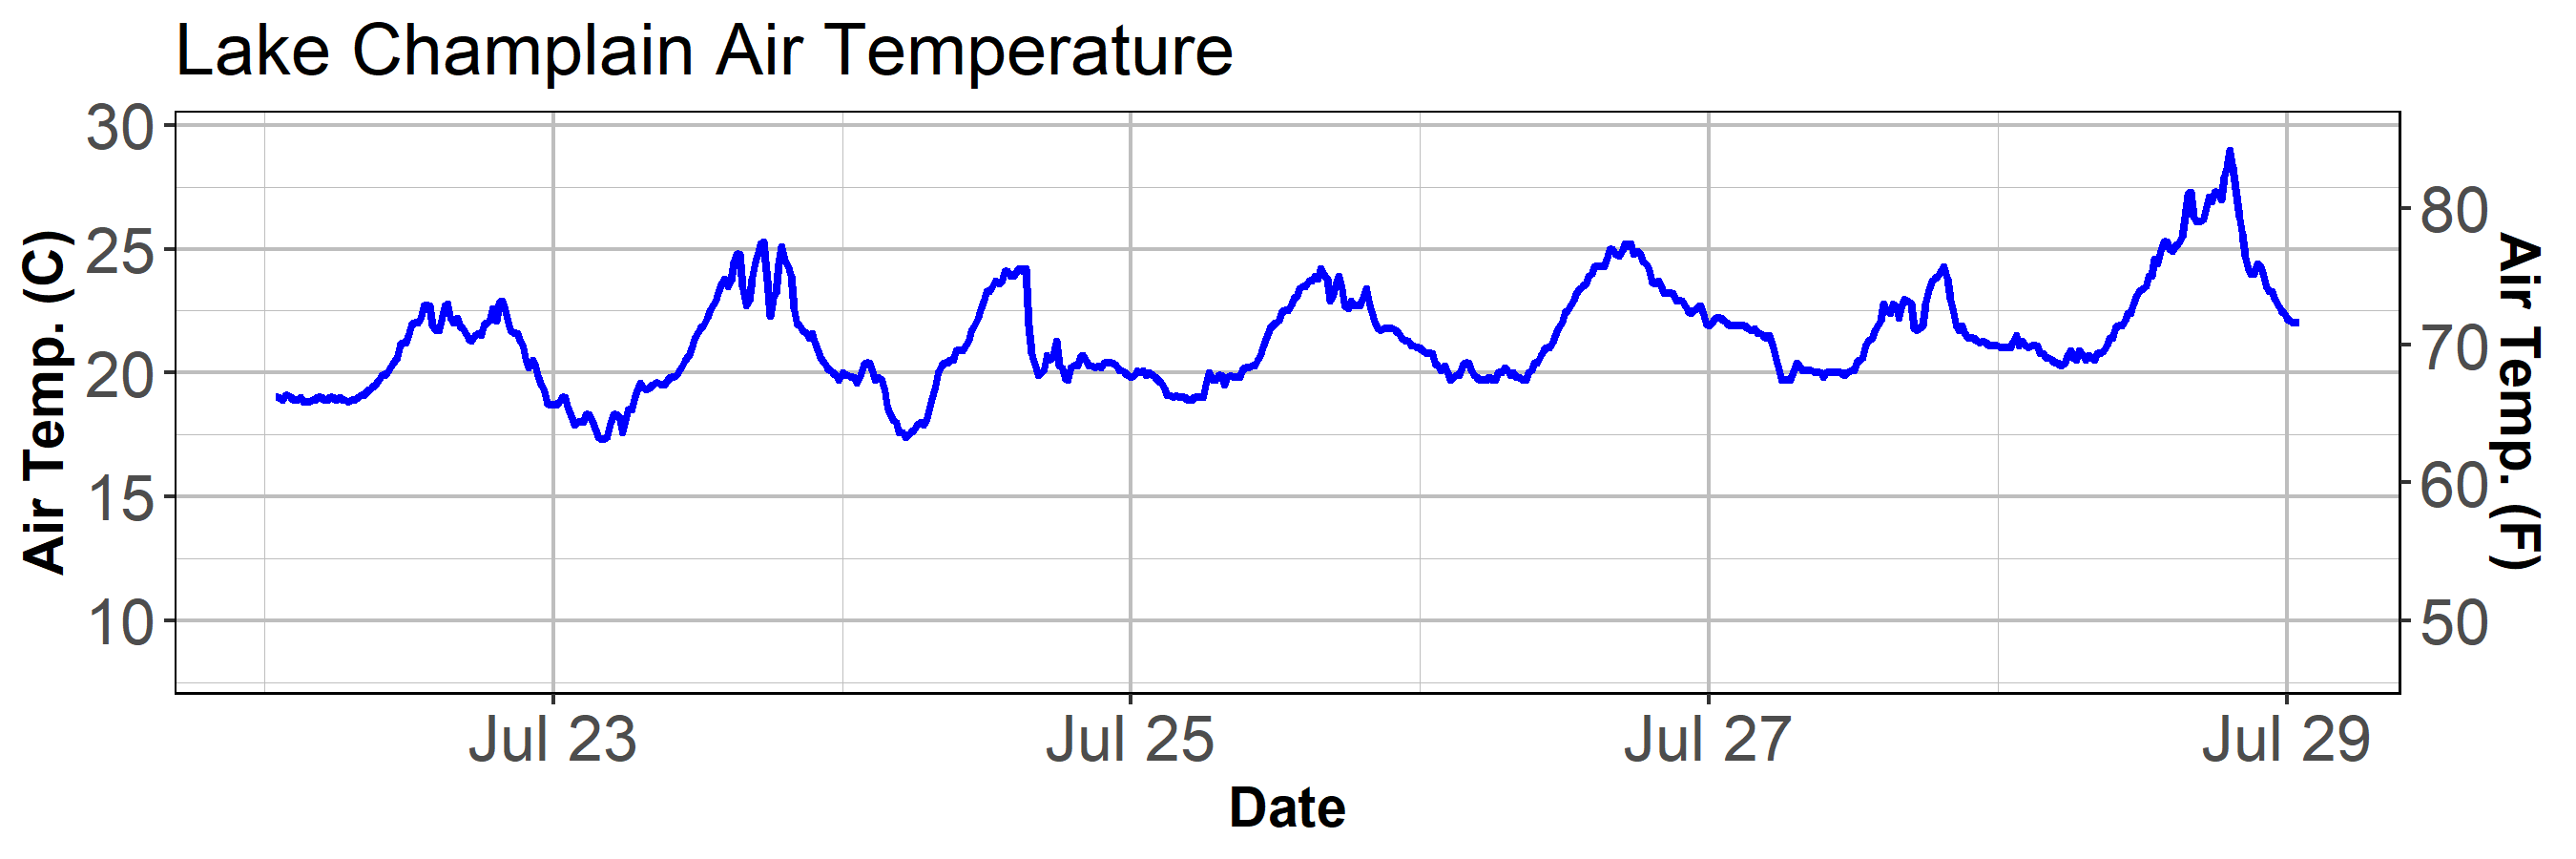 Lake Champlain Air Temperature
30
25
20
15
10
Air Temp. (C)
80
70
60
50
Air Temp. (F)
Jul 23 Jul 25 Jul 27 Jul 29
Date